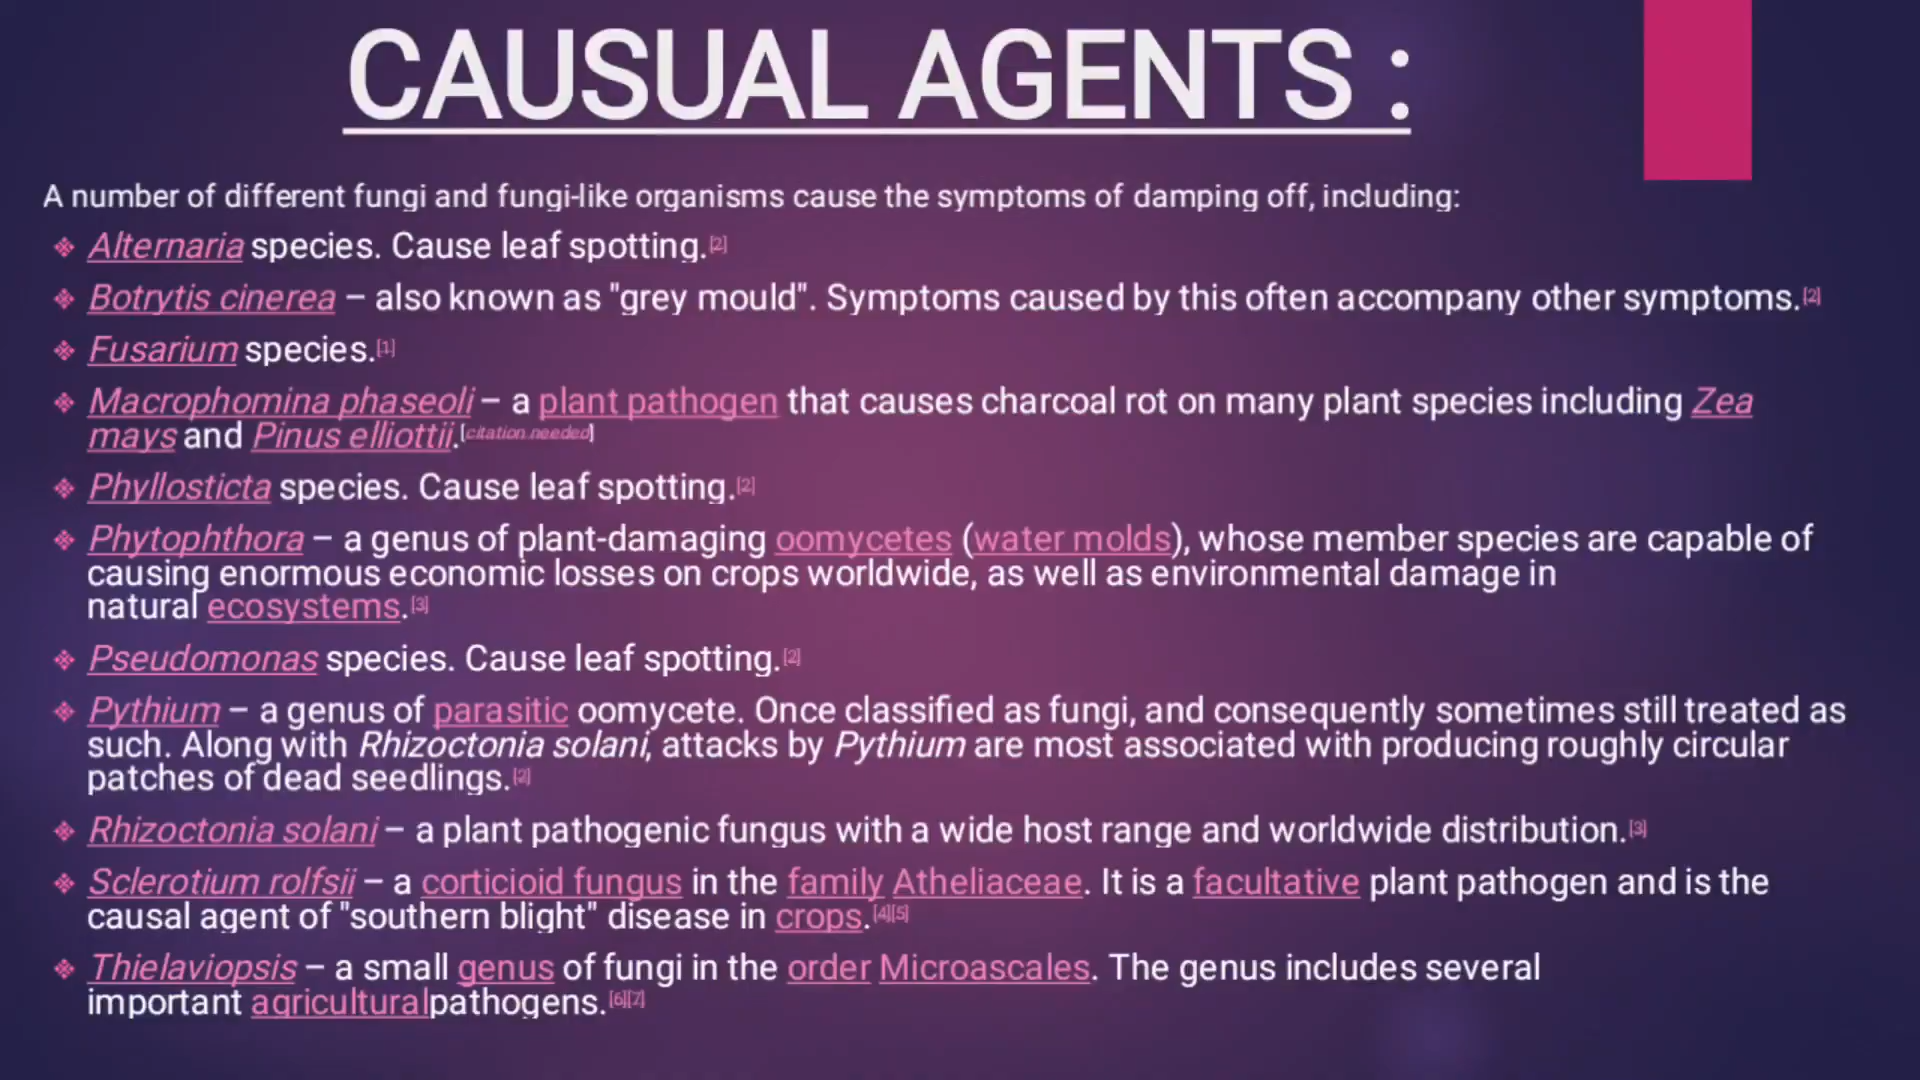 CAUSUAL AGENTS :
A number of different fungi and fungi-like organisms cause the symptoms of damping off, including:
❖ Alternaria species. Cause leaf spotting.[2]
❖ Botrytis cinerea – also known as "grey mould". Symptoms caused by this often accompany other symptoms.[2]
❖ Fusarium species.[1]
❖ Macrophomina phaseoli – a plant pathogen that causes charcoal rot on many plant species including Zea
mays and Pinus elliottii.[citation needed]
❖ Phyllosticta species. Cause leaf spotting.[2]
❖ Phytophthora – a genus of plant-damaging oomycetes (water molds), whose member species are capable of
causing enormous economic losses on crops worldwide, as well as environmental damage in
natural ecosystems.[3]
❖ Pseudomonas species. Cause leaf spotting.[2]
❖ Pythium – a genus of parasitic oomycete. Once classified as fungi, and consequently sometimes still treated as
such. Along with Rhizoctonia solani, attacks by Pythium are most associated with producing roughly circular
patches of dead seedlings.[2]
❖ Rhizoctonia solani – a plant pathogenic fungus with a wide host range and worldwide distribution.[3]
❖ Sclerotium rolfsii – a corticioid fungus in the family Atheliaceae. It is a facultative plant pathogen and is the
causal agent of "southern blight" disease in crops.[4][5]
❖ Thielaviopsis – a small genus of fungi in the order Microascales. The genus includes several
important agriculturalpathogens.[6][7]